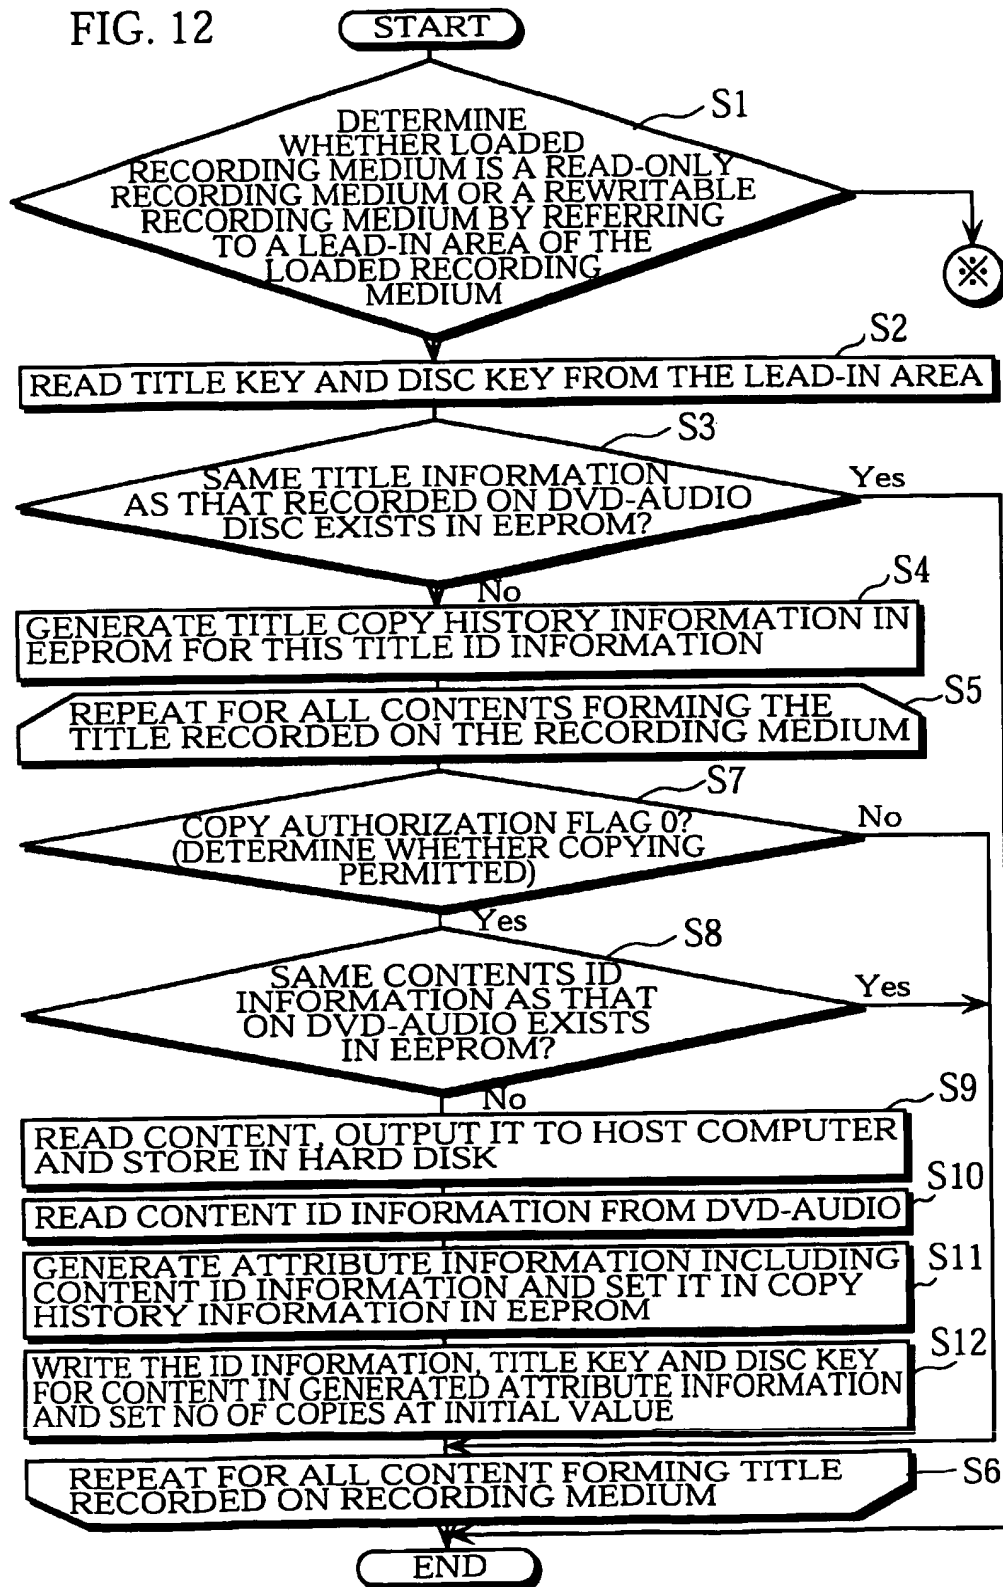 FIG. 12
START
S1
DETERMINE
WHETHER LOADED
RECORDING MEDIUM IS A READ-ONLY
RECORDING MEDIUM OR A REWRITABLE
RECORDING MEDIUM BY REFERRING
TO A LEAD-IN AREA OF THE
LOADED RECORDING
MEDIUM
※
S2
READ TITLE KEY AND DISC KEY FROM THE LEAD-IN AREA
S3
SAME TITLE INFORMATION
AS THAT RECORDED ON DVD-AUDIO
DISC EXISTS IN EEPROM?
Yes
No
S4
GENERATE TITLE COPY HISTORY INFORMATION IN
EEPROM FOR THIS TITLE ID INFORMATION
S5
REPEAT FOR ALL CONTENTS FORMING THE
TITLE RECORDED ON THE RECORDING MEDIUM
S7
COPY AUTHORIZATION FLAG 0?
(DETERMINE WHETHER COPYING
PERMITTED)
No
Yes
S8
SAME CONTENTS ID
INFORMATION AS THAT
ON DVD-AUDIO EXISTS
IN EEPROM?
Yes
No
S9
READ CONTENT, OUTPUT IT TO HOST COMPUTER
AND STORE IN HARD DISK
S10
READ CONTENT ID INFORMATION FROM DVD-AUDIO
S11
GENERATE ATTRIBUTE INFORMATION INCLUDING
CONTENT ID INFORMATION AND SET IT IN COPY
HISTORY INFORMATION IN EEPROM
S12
WRITE THE ID INFORMATION, TITLE KEY AND DISC KEY
FOR CONTENT IN GENERATED ATTRIBUTE INFORMATION
AND SET NO OF COPIES AT INITIAL VALUE
S6
REPEAT FOR ALL CONTENT FORMING TITLE
RECORDED ON RECORDING MEDIUM
END